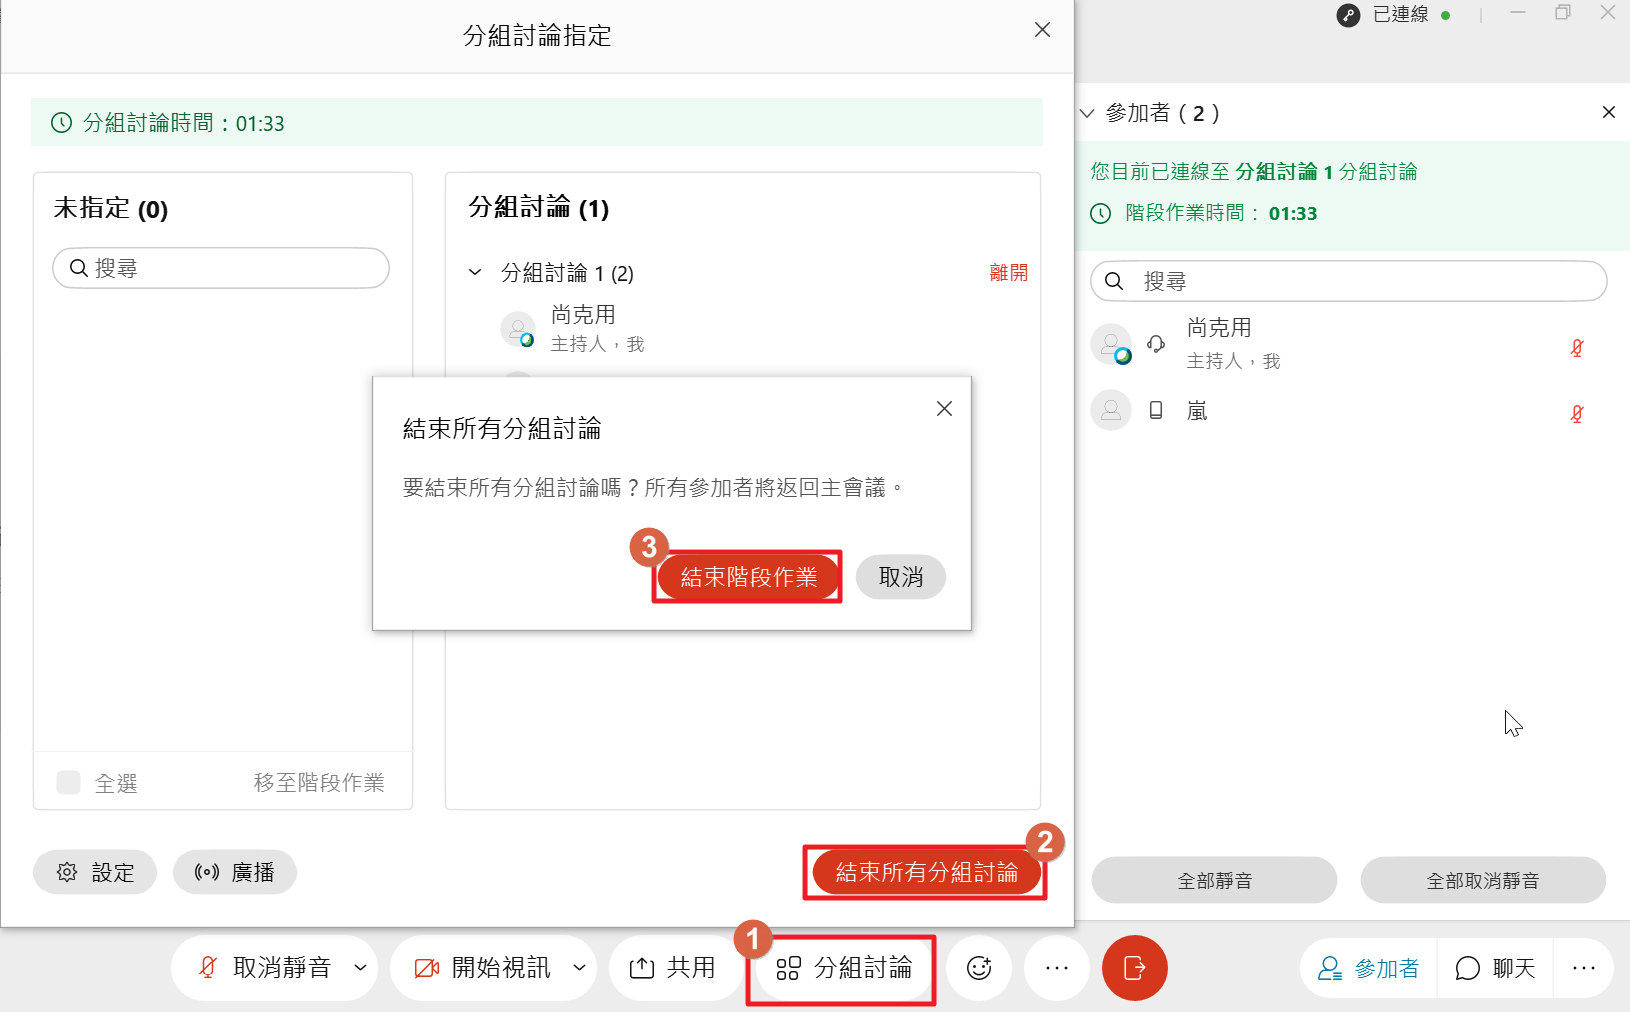 分組討論指定
已連線
分組討論時間：01:33
未指定 (0)
搜尋
分組討論 (1)
分組討論 1 (2)
離開
尚克用
主持人，我
結束所有分組討論
要結束所有分組討論嗎？所有參加者將返回主會議。
3
結束階段作業
取消
全選
移至階段作業
設定
廣播
2
結束所有分組討論
參加者 ( 2 )
您目前已連線至 分組討論 1 分組討論
階段作業時間： 01:33
搜尋
尚克用
主持人，我
嵐
全部靜音
全部取消靜音
1
取消靜音
開始視訊
共用
分組討論
參加者
聊天